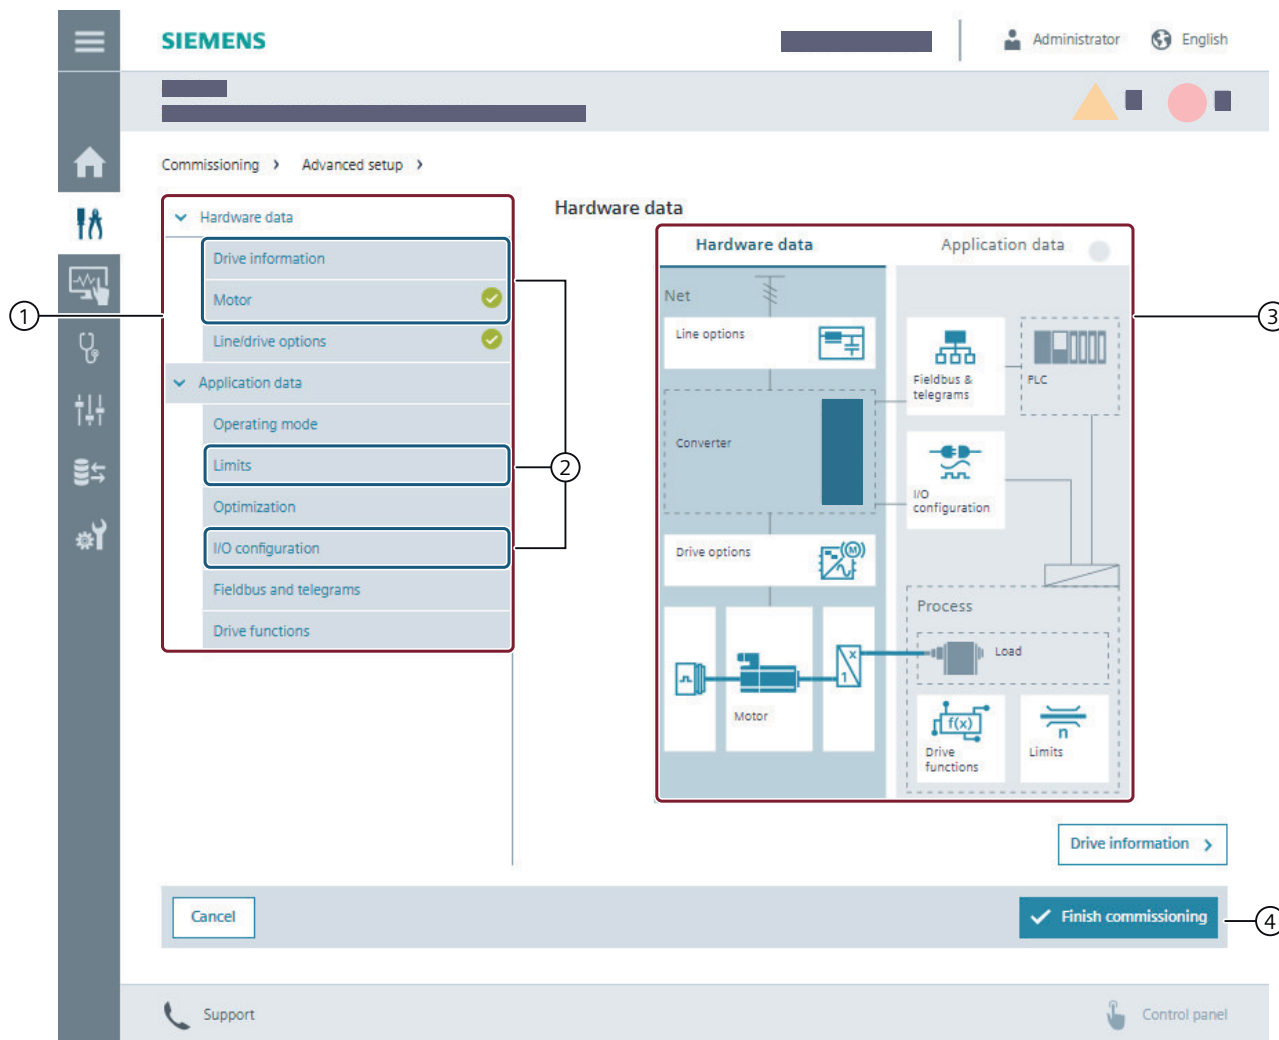 SIEMENS
Administrator
English
Commissioning > Advanced setup >
Hardware data
Drive information
Motor
Line/drive options
Application data
Operating mode
Limits
Optimization
I/O configuration
Fieldbus and telegrams
Drive functions
1
2
Hardware data
Hardware data
Application data
Net
Line options
Converter
Drive options
(M)
Motor
x
1
Fieldbus &
telegrams
PLC
I/O
configuration
Process
Load
f(x)
Drive
functions
n
Limits
3
Drive information >
Cancel
Finish commissioning
4
Support
Control panel